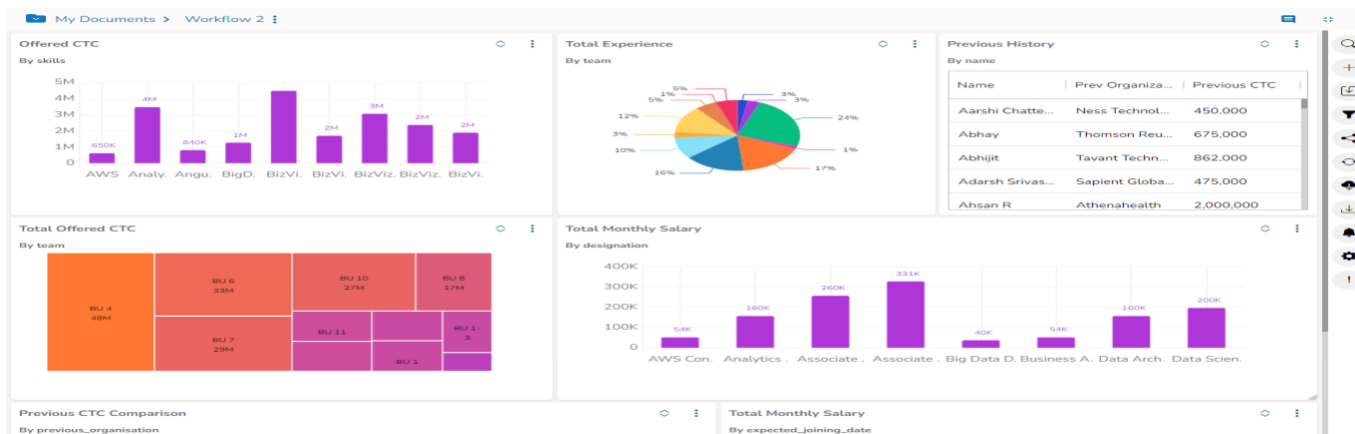 My Documents > Workflow 2
Offered CTC
By skills
5M
4M
3M
2M
1M
0
650K
4M
840K
1M
2M
3M
2M
2M
AWS Analy. Angu. BigD. BizVi. BizVi. BizViz. BizViz. BizVi.
Total Experience
By team
5%
1%
5%
12%
3%
10%
16%
3%
3%
24%
1%
17%
Previous History
By name
Name Prev Organiza... Previous CTC
Aarshi Chatte... Ness Technol... 450,000
Abhay Thomson Reu... 675,000
Abhijit Tavant Techn... 862,000
Adarsh Srivas... Sapient Globa... 475,000
Ahsan R Athenahealth 2,000,000
Total Offered CTC
By team
BU 4
48M
BU 6
33M
BU 7
29M
BU 10
27M
BU 8
17M
BU 11
BU 1
BU 1-
3
Total Monthly Salary
By designation
400K
300K
200K
100K
0
54K
160K
260K
331K
40K
54K
160K
200K
AWS Con. Analytics . Associate . Associate . Big Data D. Business A. Data Arch. Data Scien.
Previous CTC Comparison
By previous_organisation
Total Monthly Salary
By expected_joining_date